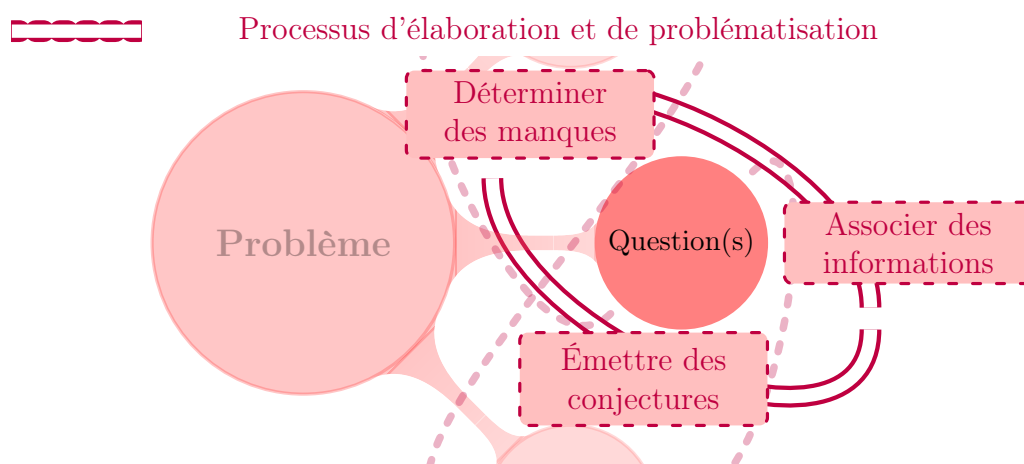 Processus d'élaboration et de problématisation
Déterminer
des manques
Problème
Question(s)
Associer des
informations
Émettre des
conjectures